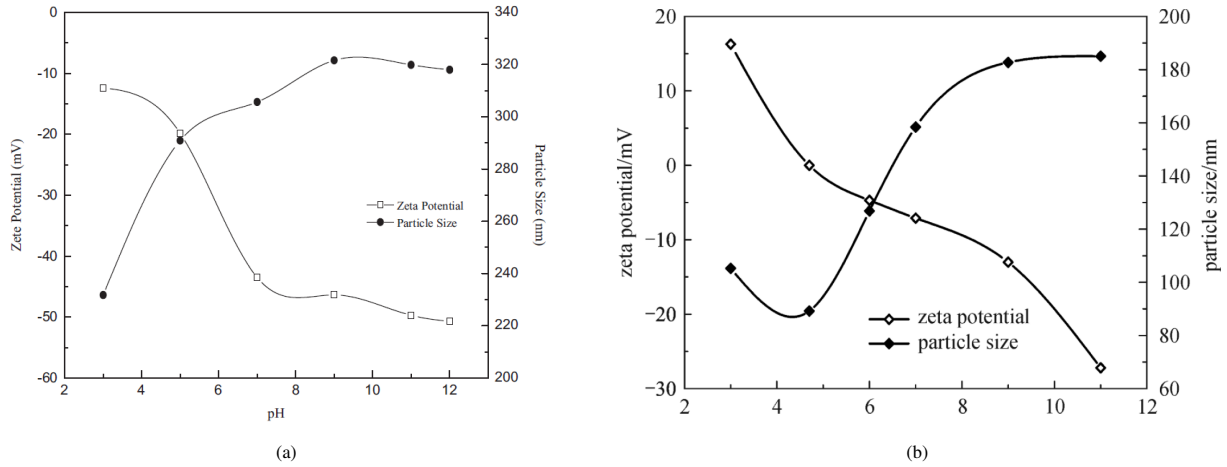 0
-10
-20
-30
-40
-50
-60
Zete Potential (mV)
340
320
300
280
260
240
220
200
Particle Size (nm)
Zeta Potential
Particle Size
2 4 6 8 10 12
pH
(a)
20
15
10
5
0
−10
−20
−30
zeta potential/mV
200
180
160
140
130
100
80
60
particle size/nm
zeta potential
particle size
2 4 6 8 10 12
(b)